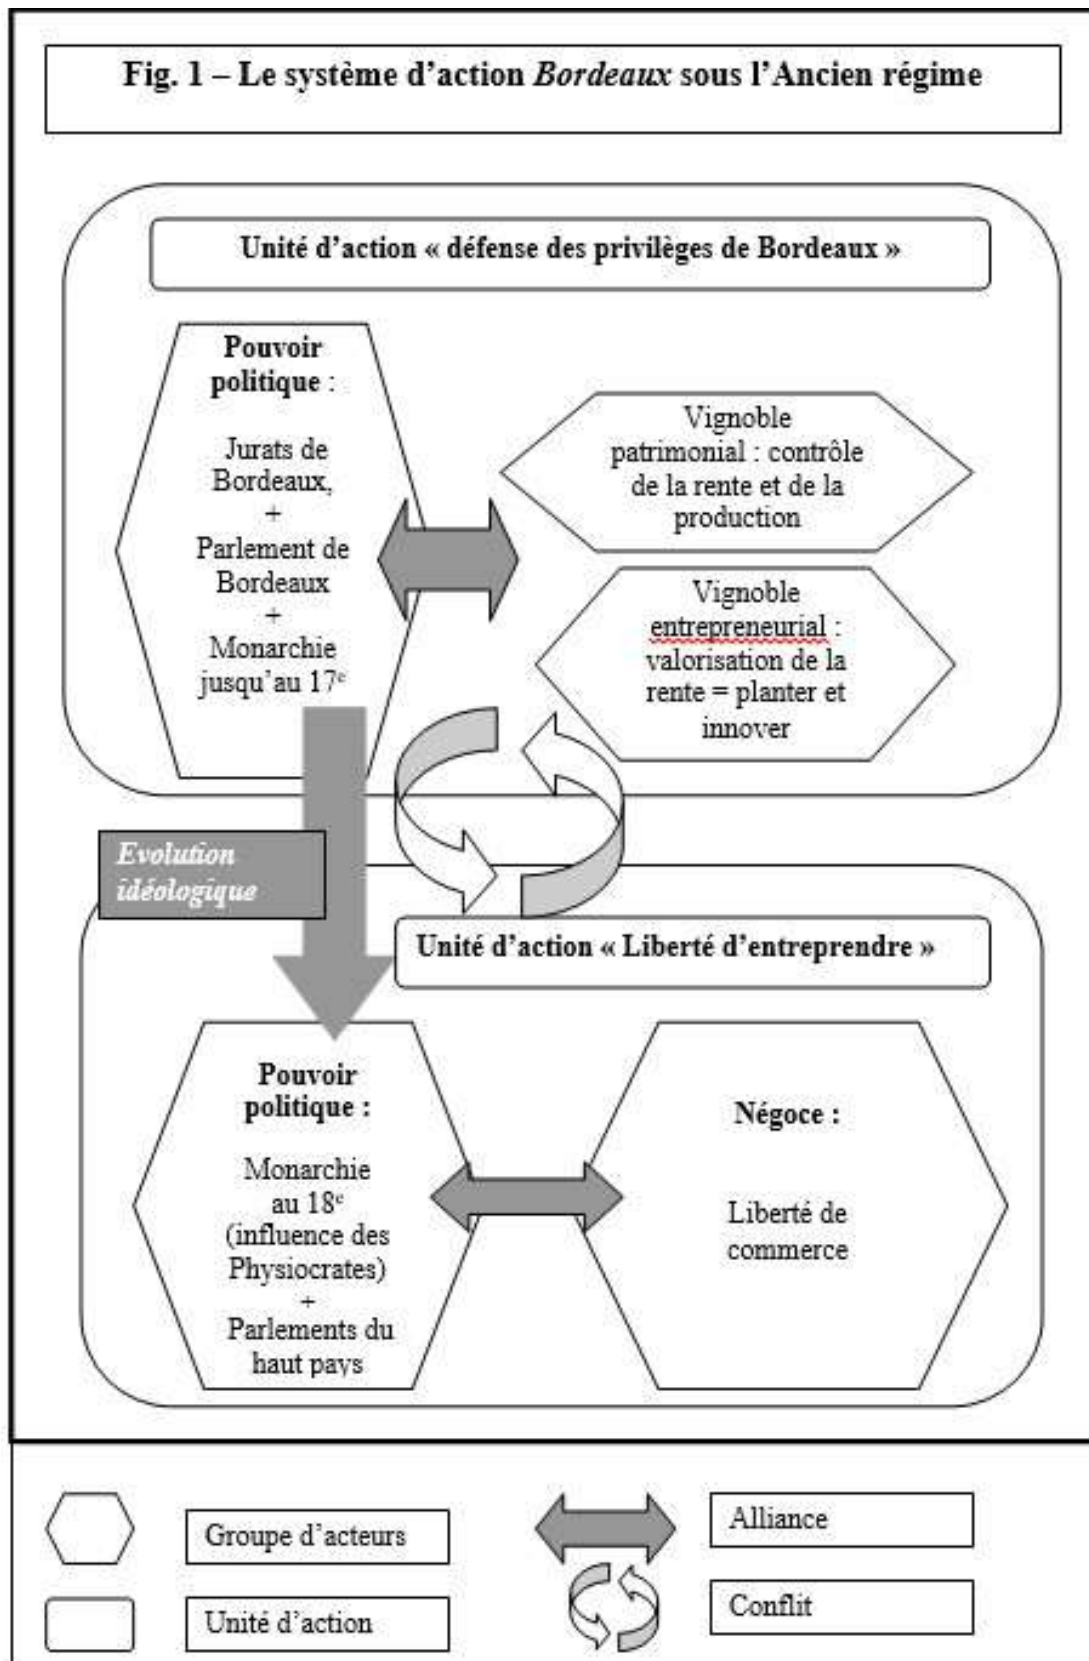 Fig. 1 – Le système d’action Bordeaux sous l’Ancien régime
Unité d’action « défense des privilèges de Bordeaux »
Pouvoir
politique :
Jurats de
Bordeaux,
+
Parlement de
Bordeaux
+
Monarchie
jusqu’au 17e
Vignoble
patrimonial : contrôle
de la rente et de la
production
Vignoble
entrepreneurial :
valorisation de la
rente = planter et
innover
Evolution
idéologique
Unité d’action « Liberté d’entreprendre »
Pouvoir
politique :
Monarchie
au 18e
(influence des
Physiocrates)
+
Parlements du
haut pays
Négoce :
Liberté de
commerce
Groupe d’acteurs
Unité d’action
Alliance
Conflit